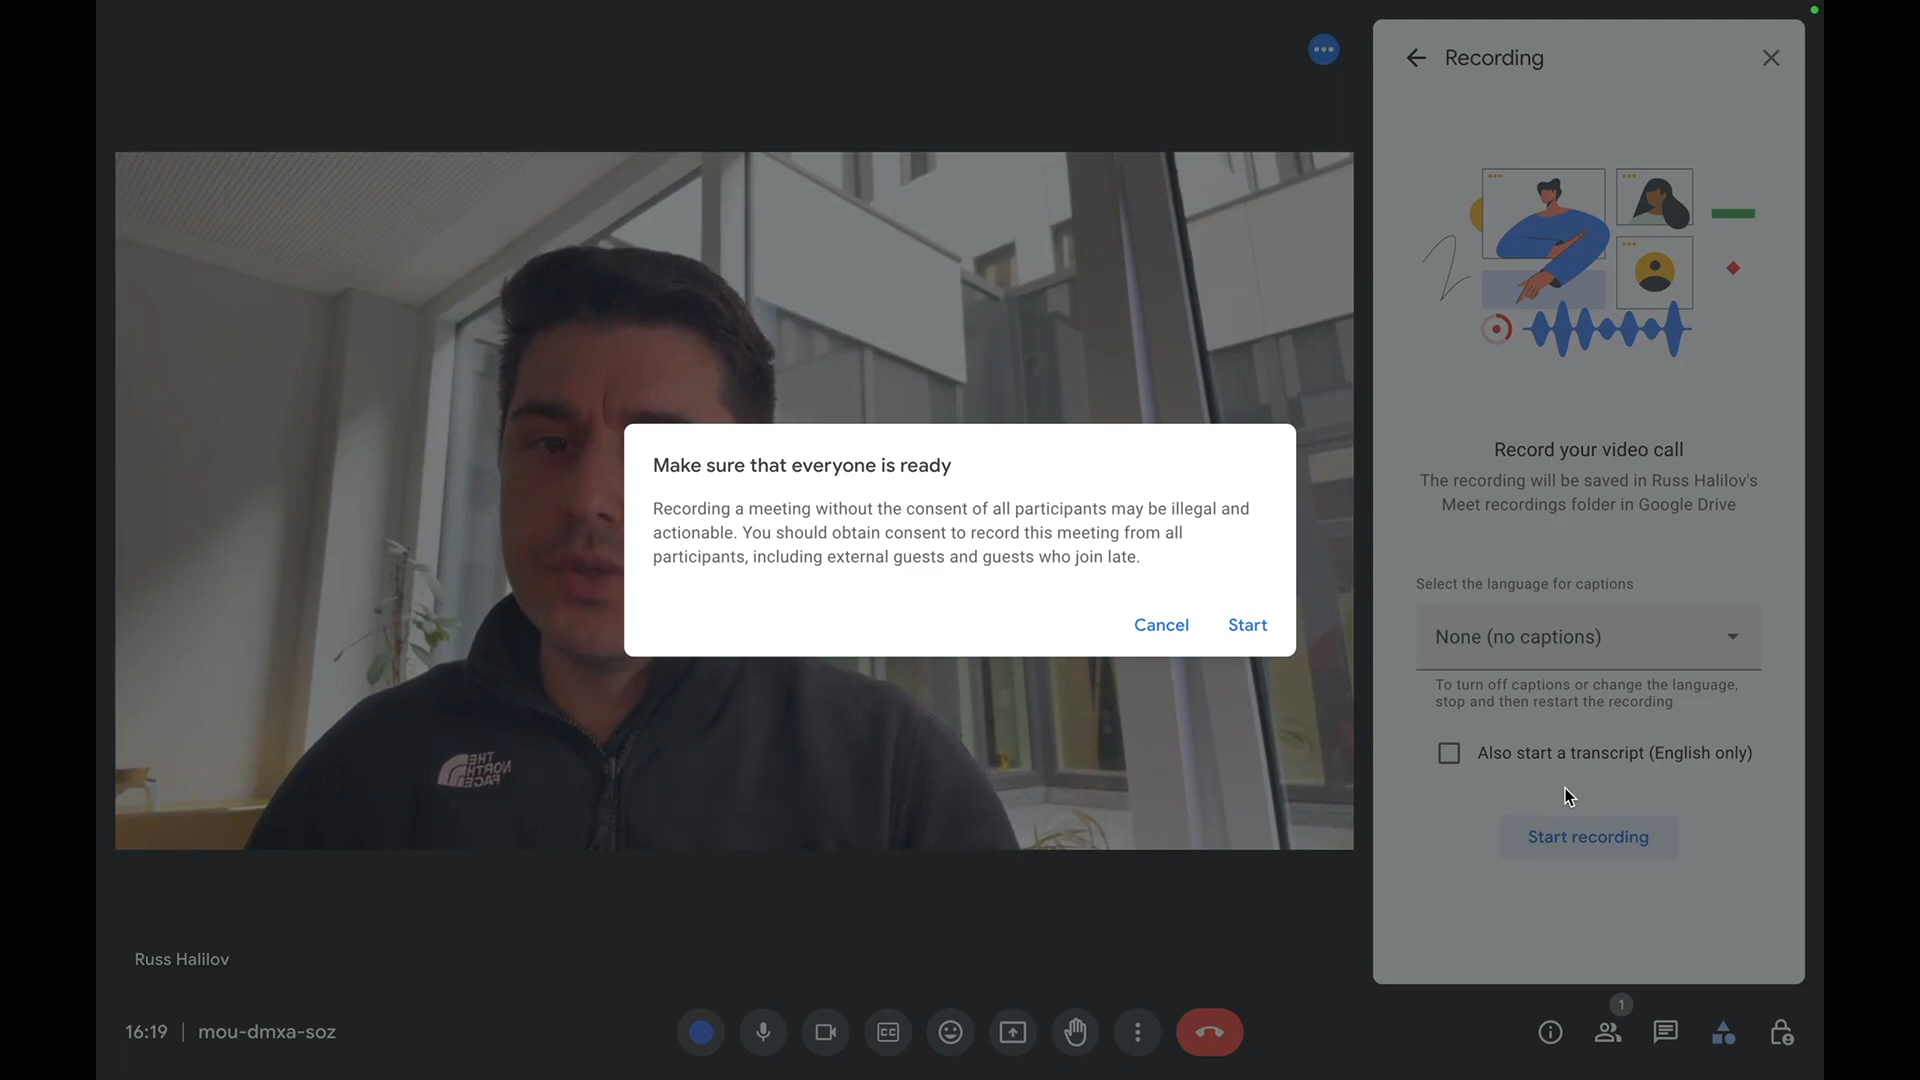 Recording
Record your video call
The recording will be saved in Russ Halilov's
Meet recordings folder in Google Drive
Select the language for captions
None (no captions)
To turn off captions or change the language,
stop and then restart the recording
Also start a transcript (English only)
Start recording
Make sure that everyone is ready
Recording a meeting without the consent of all participants may be illegal and
actionable. You should obtain consent to record this meeting from all
participants, including external guests and guests who join late.
Cancel Start
THE
NORTH
FACE
Russ Halilov
16:19 | mou-dmxa-soz
CC
1